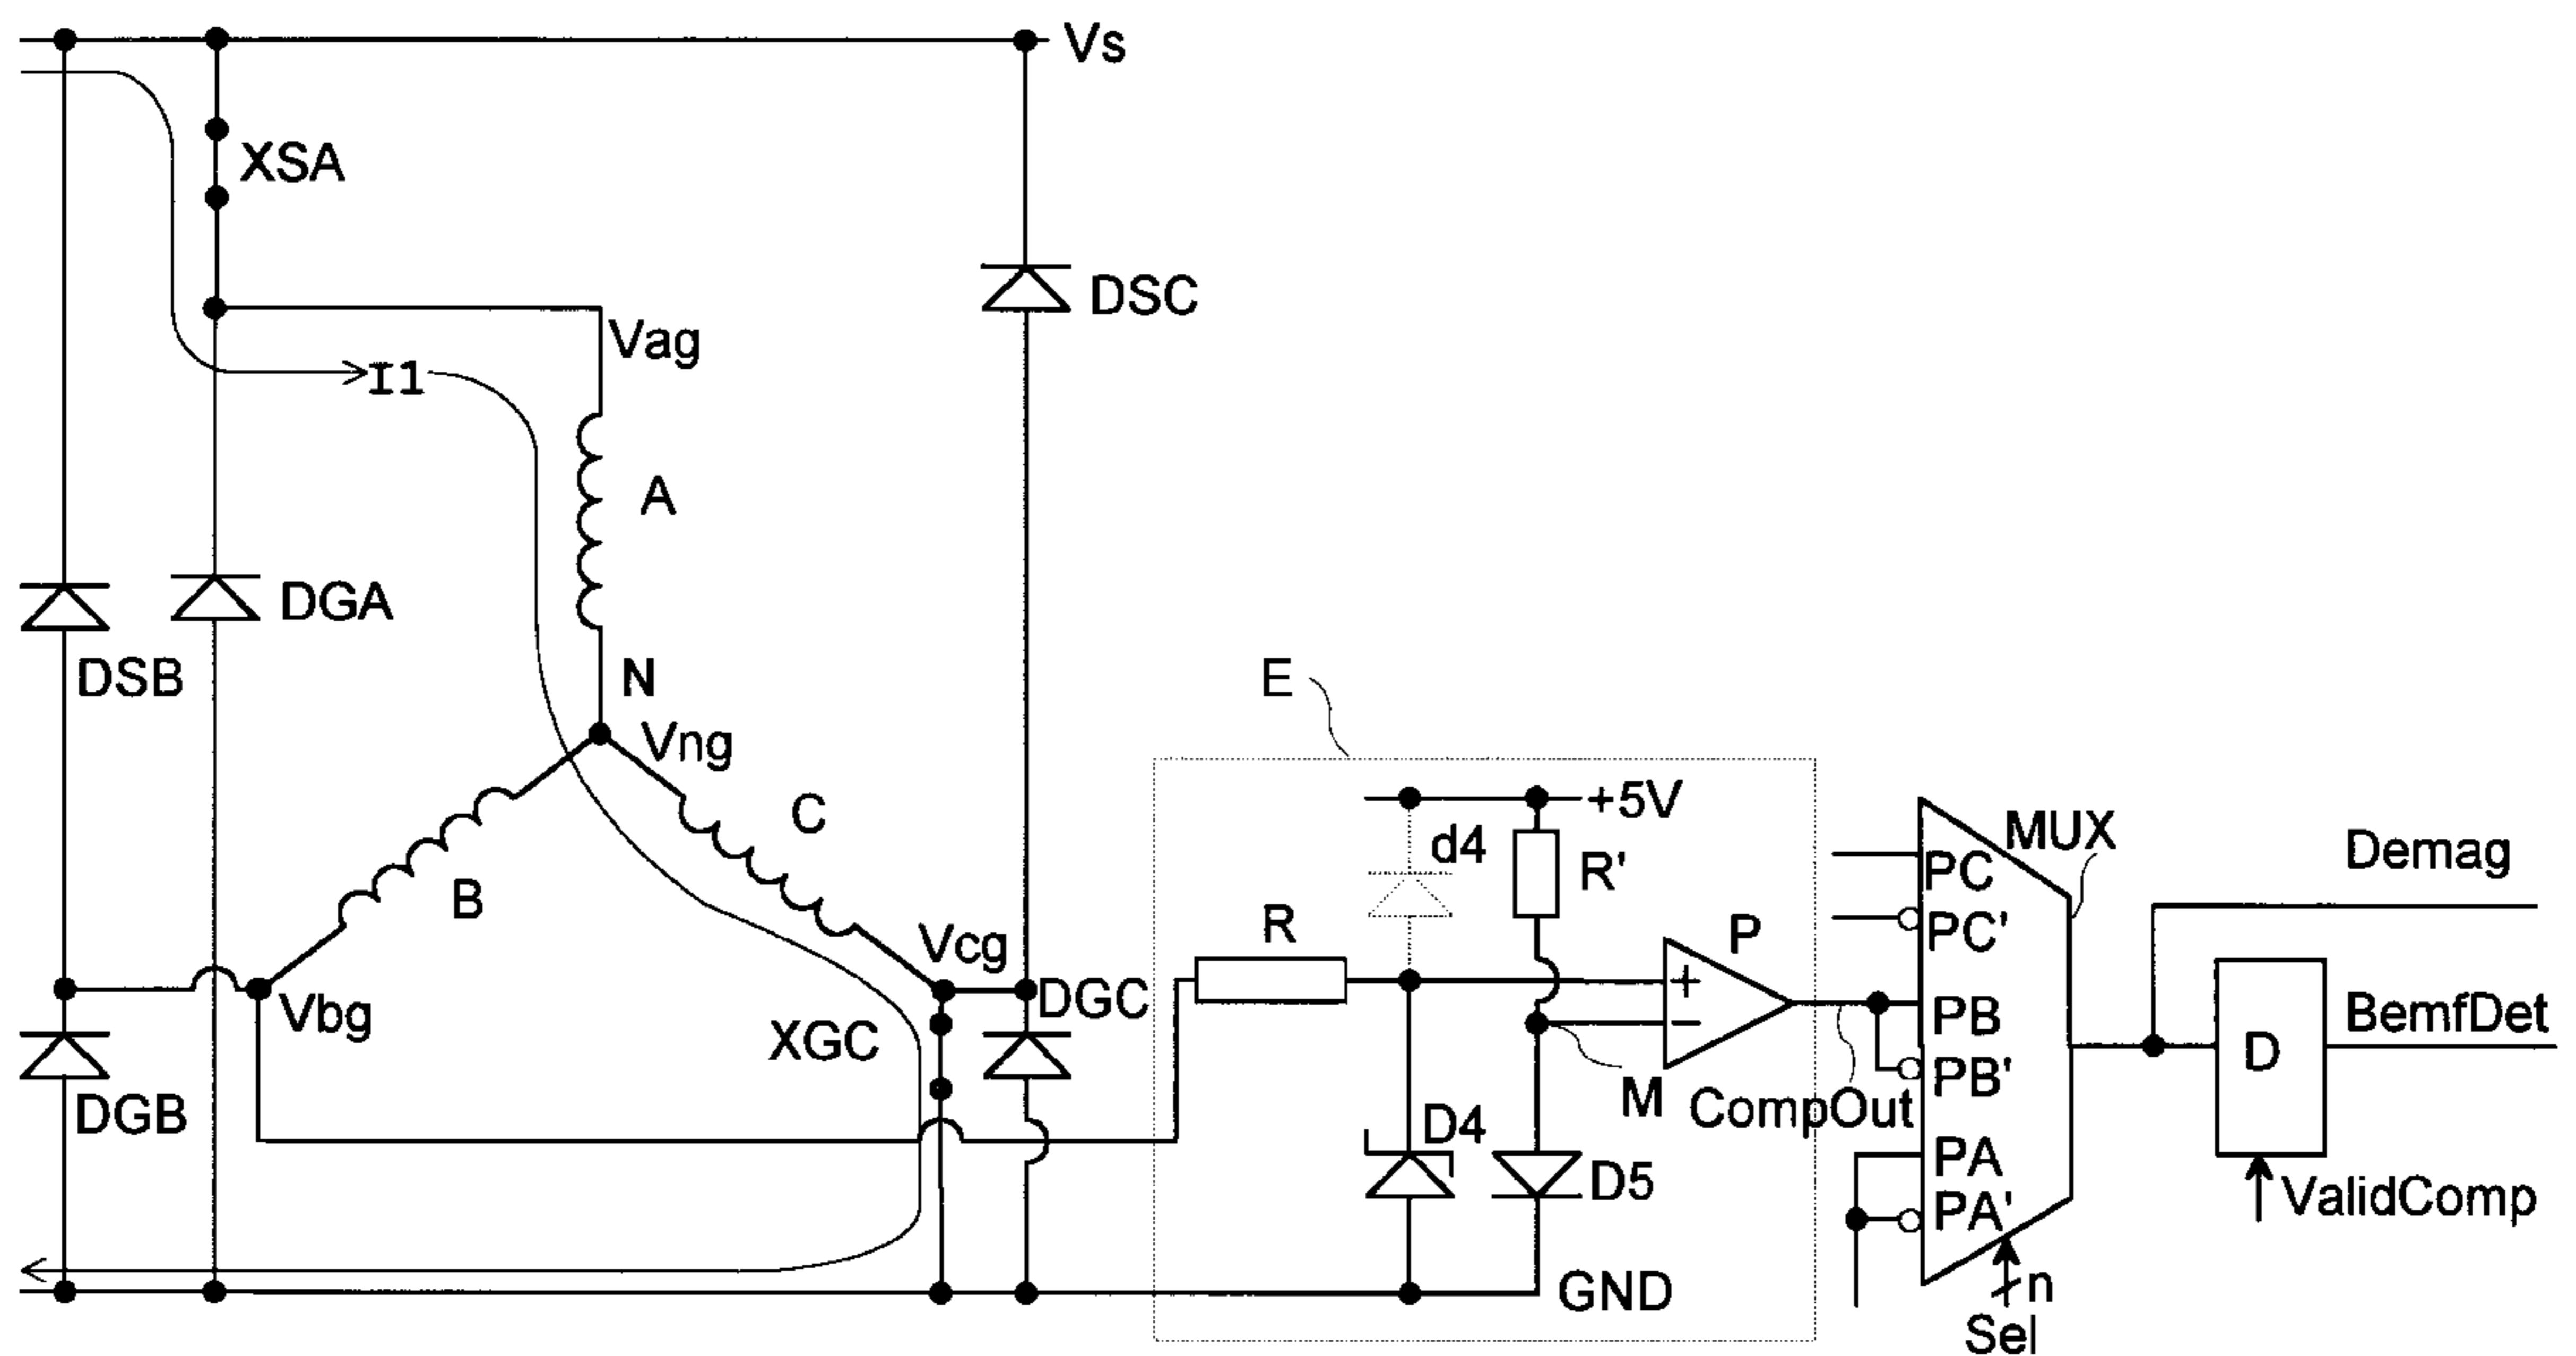 Vs
XSA
DSC
Vag
I1
A
DGA
DSB
N
Vng
E
C
+5V
d4
R'
MUX
Demag
PC
B
R
P
PC'
Vcg
Vbg
DGC
+
PB
BemfDet
XGC
−
D
PB'
DGB
M
CompOut
D4
PA
D5
PA'
ValidComp
GND
n
Sel